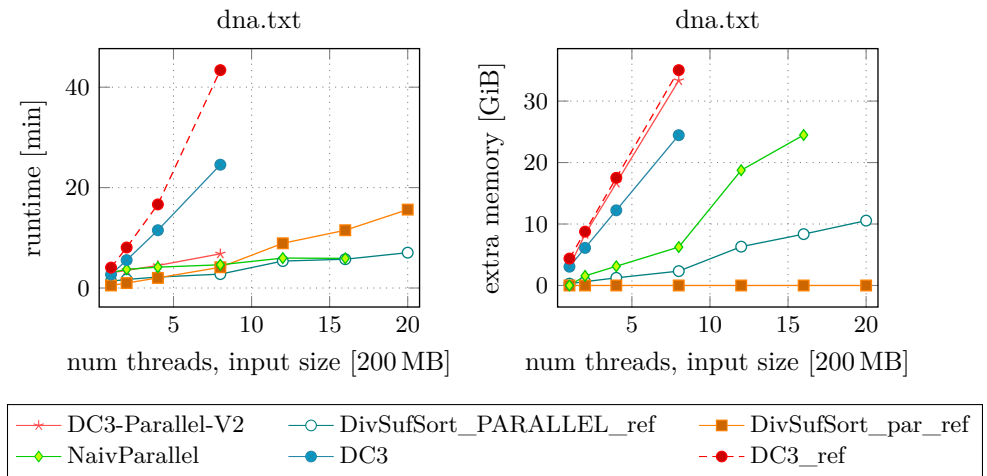 dna.txt
dna.txt
runtime [min]
40
20
0
5
10
15
20
num threads, input size [200 MB]
extra memory [GiB]
30
20
10
0
5
10
15
20
num threads, input size [200 MB]
DC3-Parallel-V2
DivSufSort_PARALLEL_ref
DivSufSort_par_ref
NaivParallel
DC3
DC3_ref